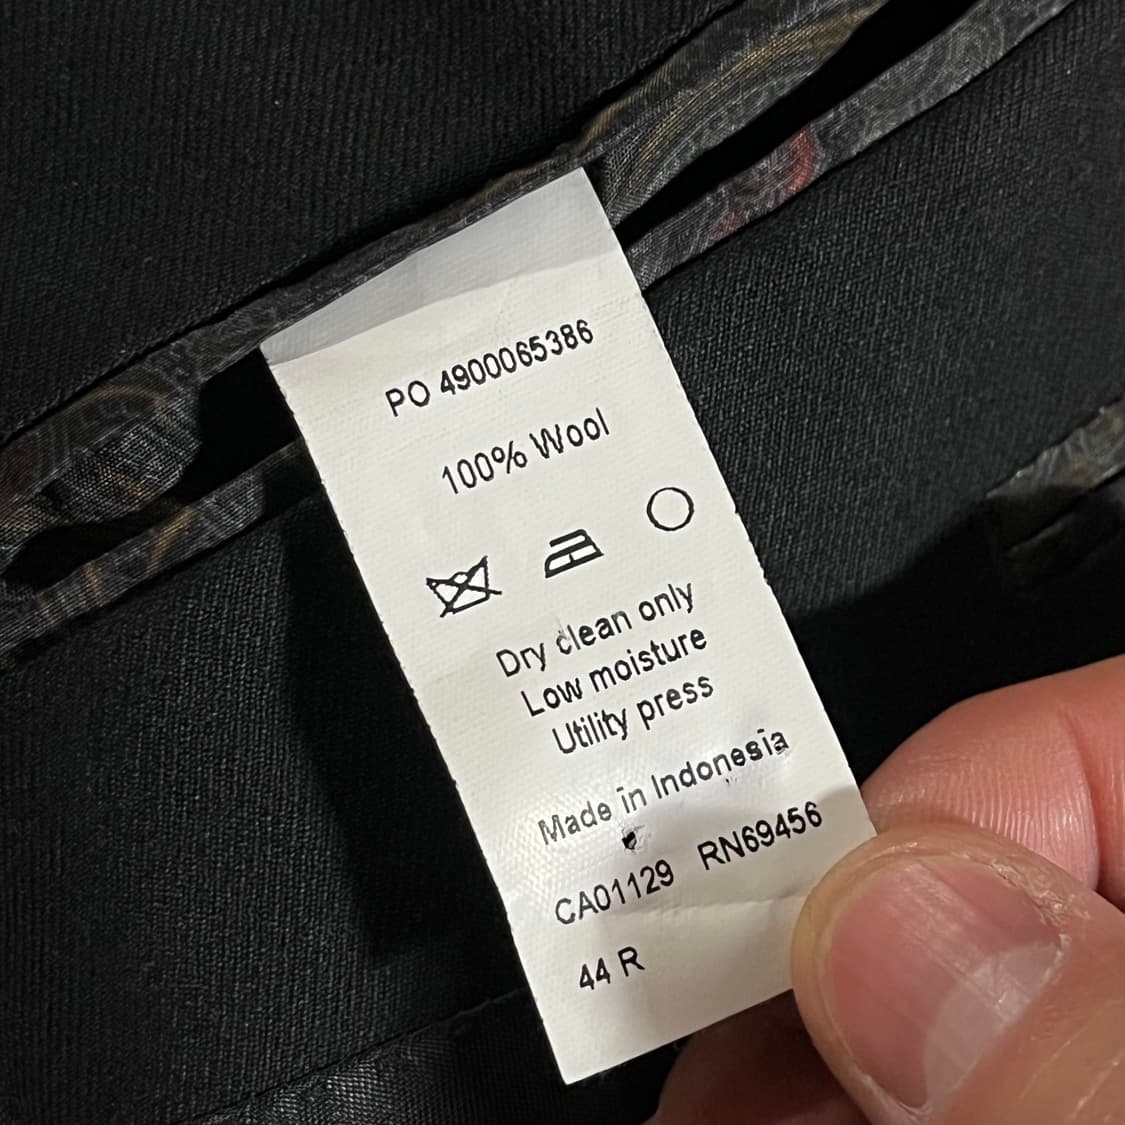 PO 4900065386
100% Wool
Dry clean only
Low moisture
Utility press
Made in Indonesia
CA01129 RN69456
44 R